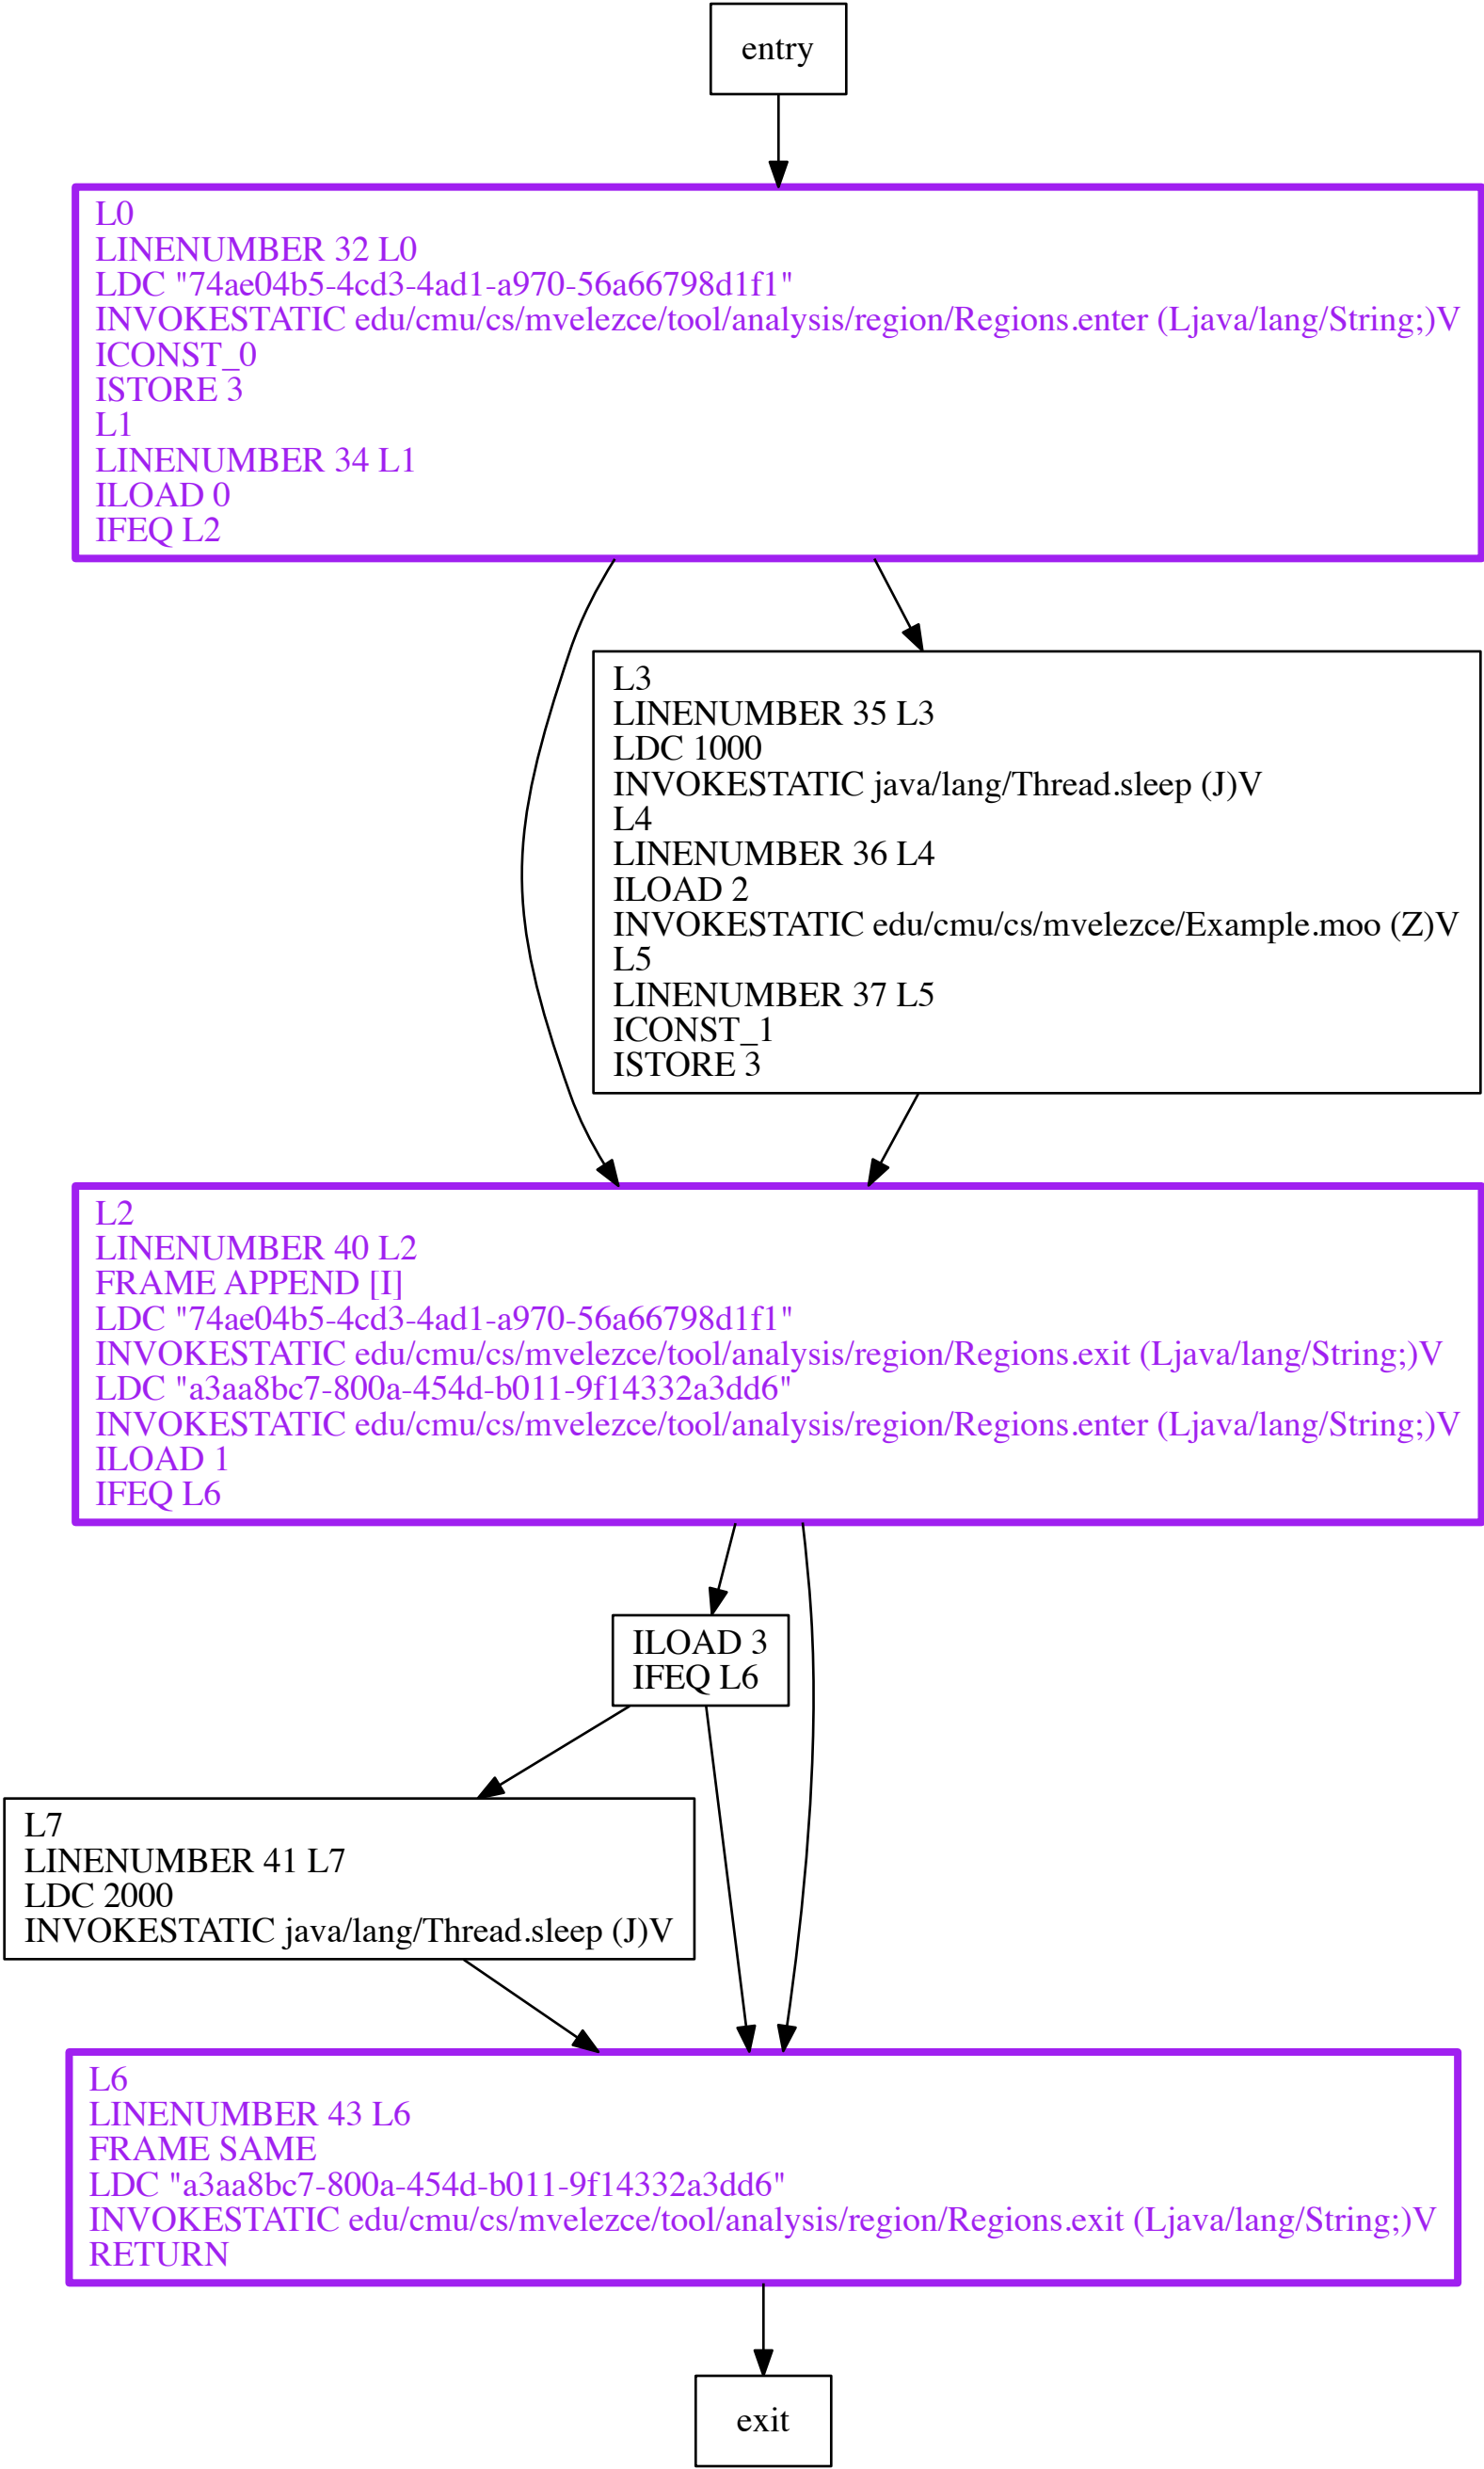 entry
L0
LINENUMBER 32 L0
LDC "74ae04b5-4cd3-4ad1-a970-56a66798d1f1"
INVOKESTATIC edu/cmu/cs/mvelezce/tool/analysis/region/Regions.enter (Ljava/lang/String;)V
ICONST_0
ISTORE 3
L1
LINENUMBER 34 L1
ILOAD 0
IFEQ L2
L3
LINENUMBER 35 L3
LDC 1000
INVOKESTATIC java/lang/Thread.sleep (J)V
L4
LINENUMBER 36 L4
ILOAD 2
INVOKESTATIC edu/cmu/cs/mvelezce/Example.moo (Z)V
L5
LINENUMBER 37 L5
ICONST_1
ISTORE 3
L2
LINENUMBER 40 L2
FRAME APPEND [I]
LDC "74ae04b5-4cd3-4ad1-a970-56a66798d1f1"
INVOKESTATIC edu/cmu/cs/mvelezce/tool/analysis/region/Regions.exit (Ljava/lang/String;)V
LDC "a3aa8bc7-800a-454d-b011-9f14332a3dd6"
INVOKESTATIC edu/cmu/cs/mvelezce/tool/analysis/region/Regions.enter (Ljava/lang/String;)V
ILOAD 1
IFEQ L6
ILOAD 3
IFEQ L6
L7
LINENUMBER 41 L7
LDC 2000
INVOKESTATIC java/lang/Thread.sleep (J)V
L6
LINENUMBER 43 L6
FRAME SAME
LDC "a3aa8bc7-800a-454d-b011-9f14332a3dd6"
INVOKESTATIC edu/cmu/cs/mvelezce/tool/analysis/region/Regions.exit (Ljava/lang/String;)V
RETURN
exit